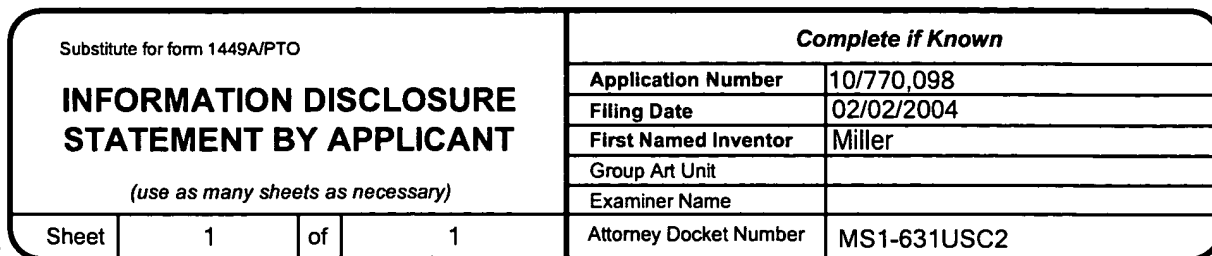 Substitute for form 1449A/PTO
INFORMATION DISCLOSURE
STATEMENT BY APPLICANT
(use as many sheets as necessary)
Sheet 1 of 1
Complete if Known
Application Number 10/770,098
Filing Date 02/02/2004
First Named Inventor Miller
Group Art Unit
Examiner Name
Attorney Docket Number MS1-631USC2